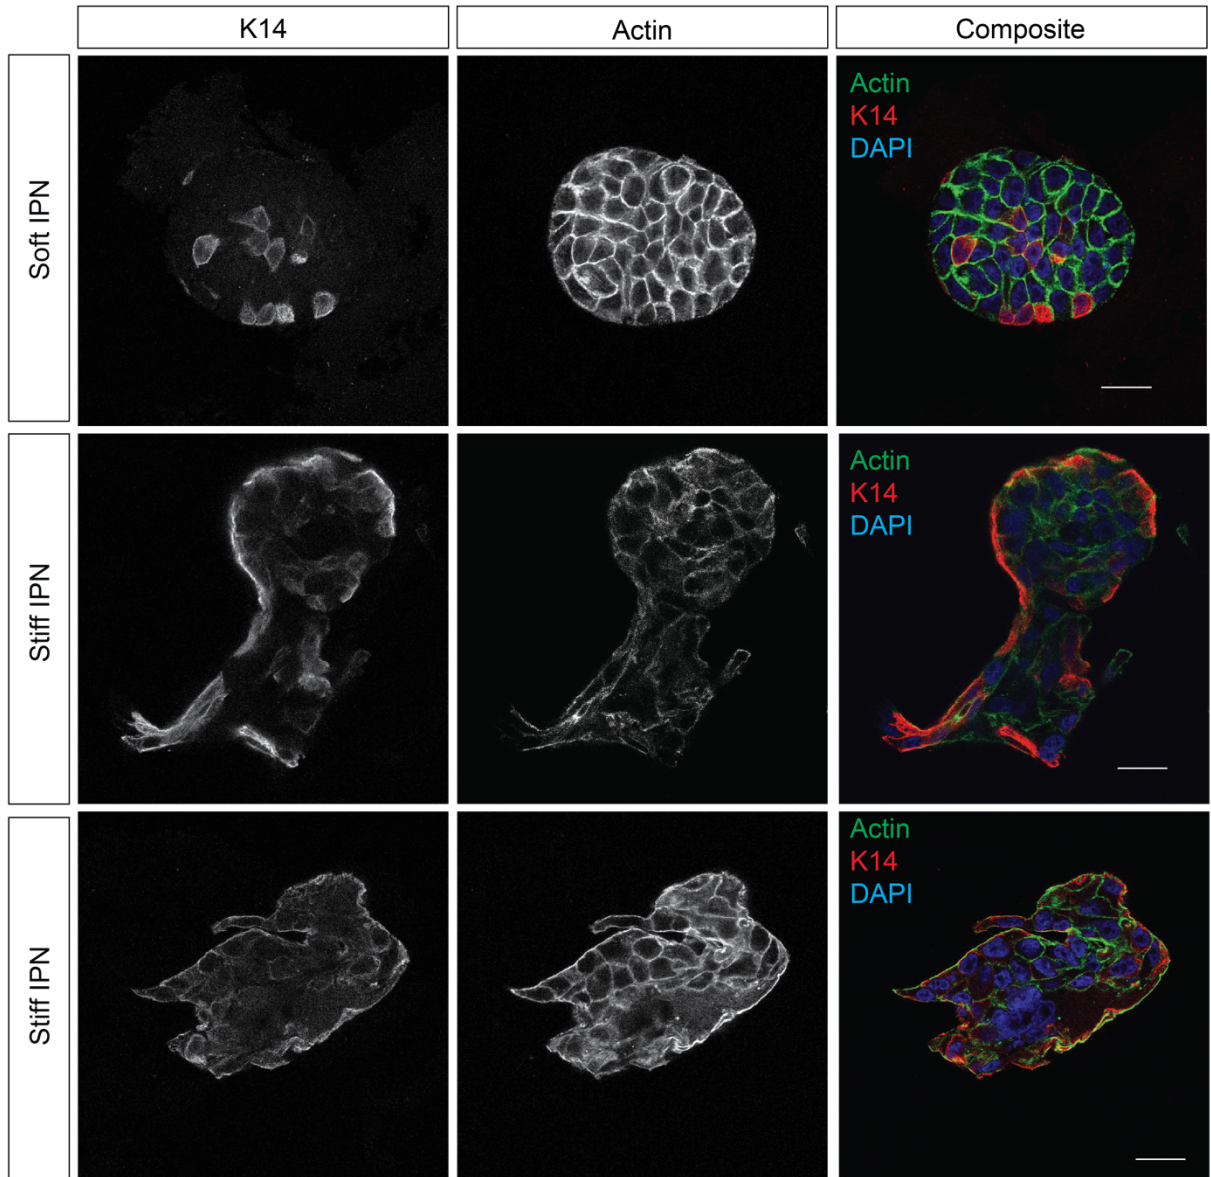 K14
Actin
Composite
Soft IPN
Actin
K14
DAPI
Stiff IPN
Actin
K14
DAPI
Stiff IPN
Actin
K14
DAPI